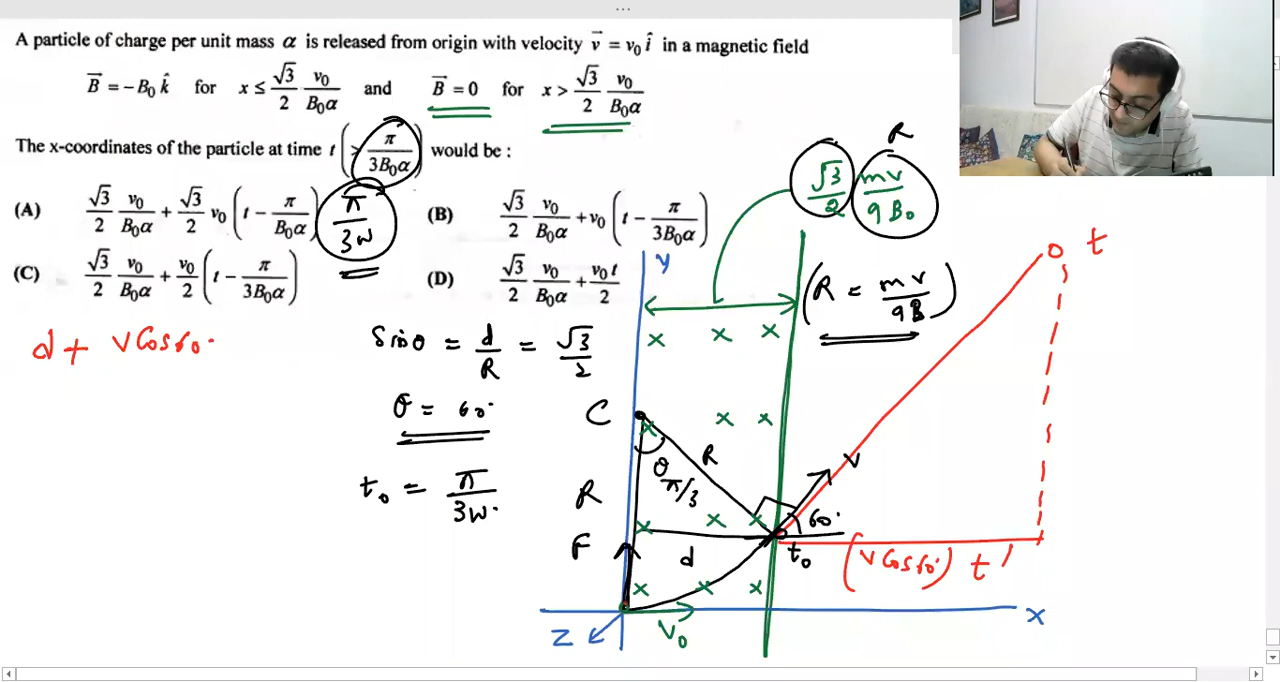 A particle of charge per unit mass α is released from origin with velocity v⃗ = v₀ î in a magnetic field
B⃗ = −B₀ k̂ for x ≤ √3/2 v₀/B₀α and B⃗ = 0 for x > √3/2 v₀/B₀α
The x-coordinates of the particle at time t ( > π/3B₀α ) would be :
(A) √3/2 v₀/B₀α + √3/2 v₀ ( t − π/B₀α )
(B) √3/2 v₀/B₀α + v₀ ( t − π/3B₀α )
(C) √3/2 v₀/B₀α + v₀/2 ( t − π/3B₀α )
(D) √3/2 v₀/B₀α + v₀t/2
π/3ω
R
√3/2 mv/qB₀
(R = mv/qB)
d + v cos60°
Sinθ = d/R = √3/2
θ = 60°
t₀ = π/3ω
y
t
C
θ
π/3
R
R
v
60°
F
d
t₀
(v cos60°) t'
z
v₀
x